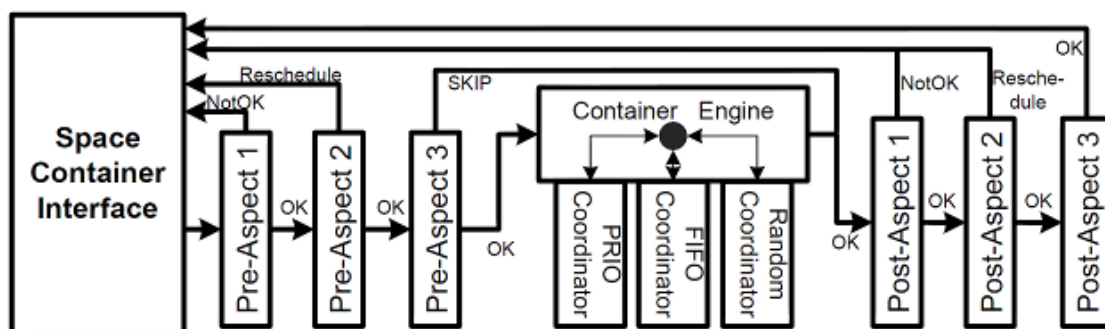 OK
Resche-
dule
NotOK
Reschedule
NotOK
SKIP
Space
Container
Interface
Container Engine
Pre-Aspect 1
OK
Pre-Aspect 2
OK
Pre-Aspect 3
OK
PRIO
Coordinator
FIFO
Coordinator
Random
Coordinator
OK
Post-Aspect 1
OK
Post-Aspect 2
OK
Post-Aspect 3